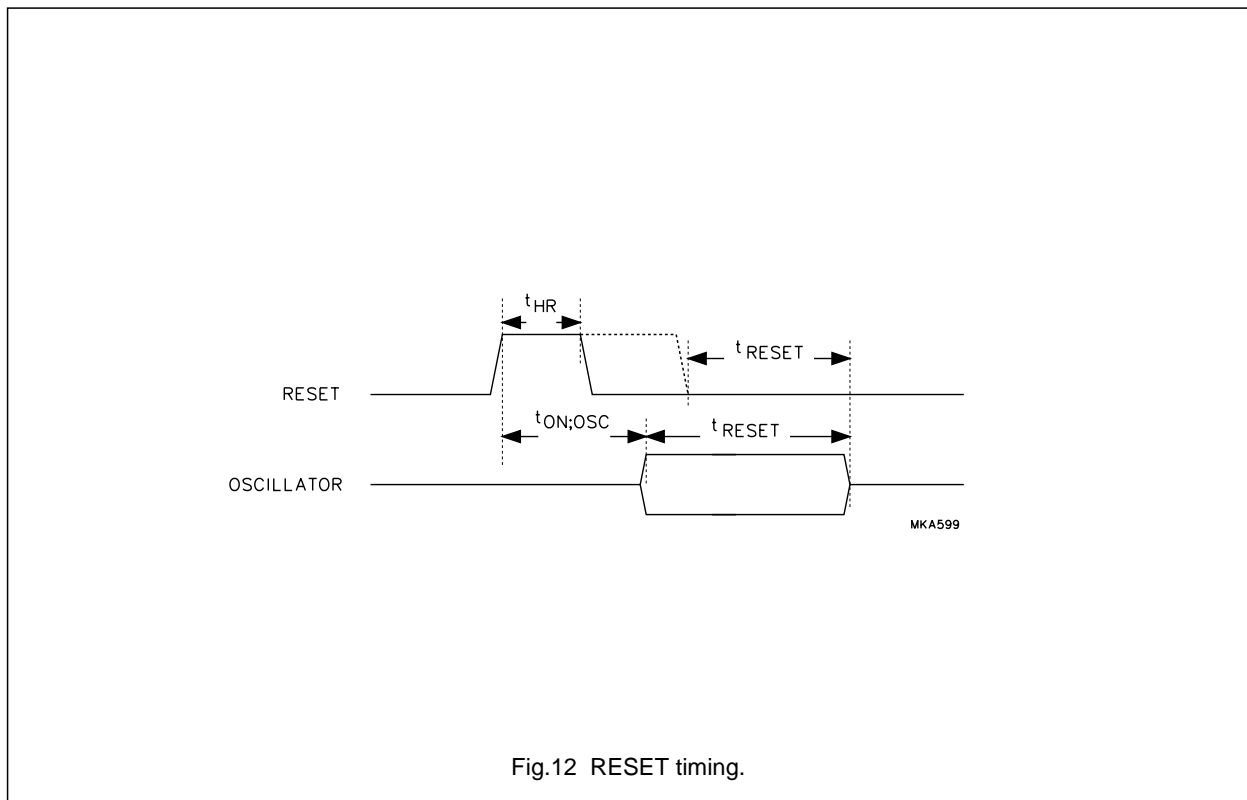 tHR
tRESET
RESET
tON;OSC
tRESET
OSCILLATOR
MKA599
Fig.12 RESET timing.